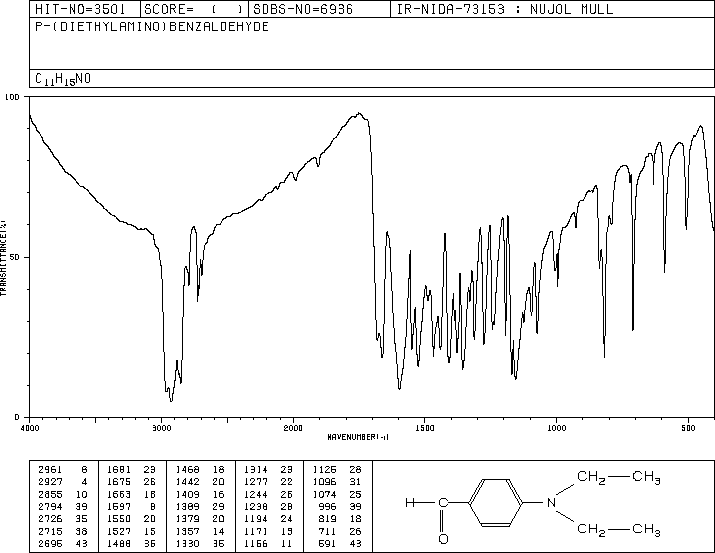 HIT-NO=3501 SCORE= ( ) SDBS-NO=6936 IR-NIDA-73153 : NUJOL MULL
P-(DIETHYLAMINO)BENZALDEHYDE
C11H15NO
100
TRANSMITTANCE(%)
50
0
4000 3000 2000 1500 1000 500
WAVENUMBER(-1)
2961 6 1681 23 1468 18 1314 23 1125 28
2927 4 1675 26 1442 20 1277 22 1096 31
2855 10 1663 18 1409 16 1244 26 1074 25
2794 39 1597 8 1389 29 1238 28 996 39
2726 35 1550 20 1379 20 1194 24 819 18
2715 38 1527 15 1357 14 1171 13 711 26
2695 43 1488 36 1330 36 1156 11 591 43
CH2 CH3
H C N
O
CH2 CH3